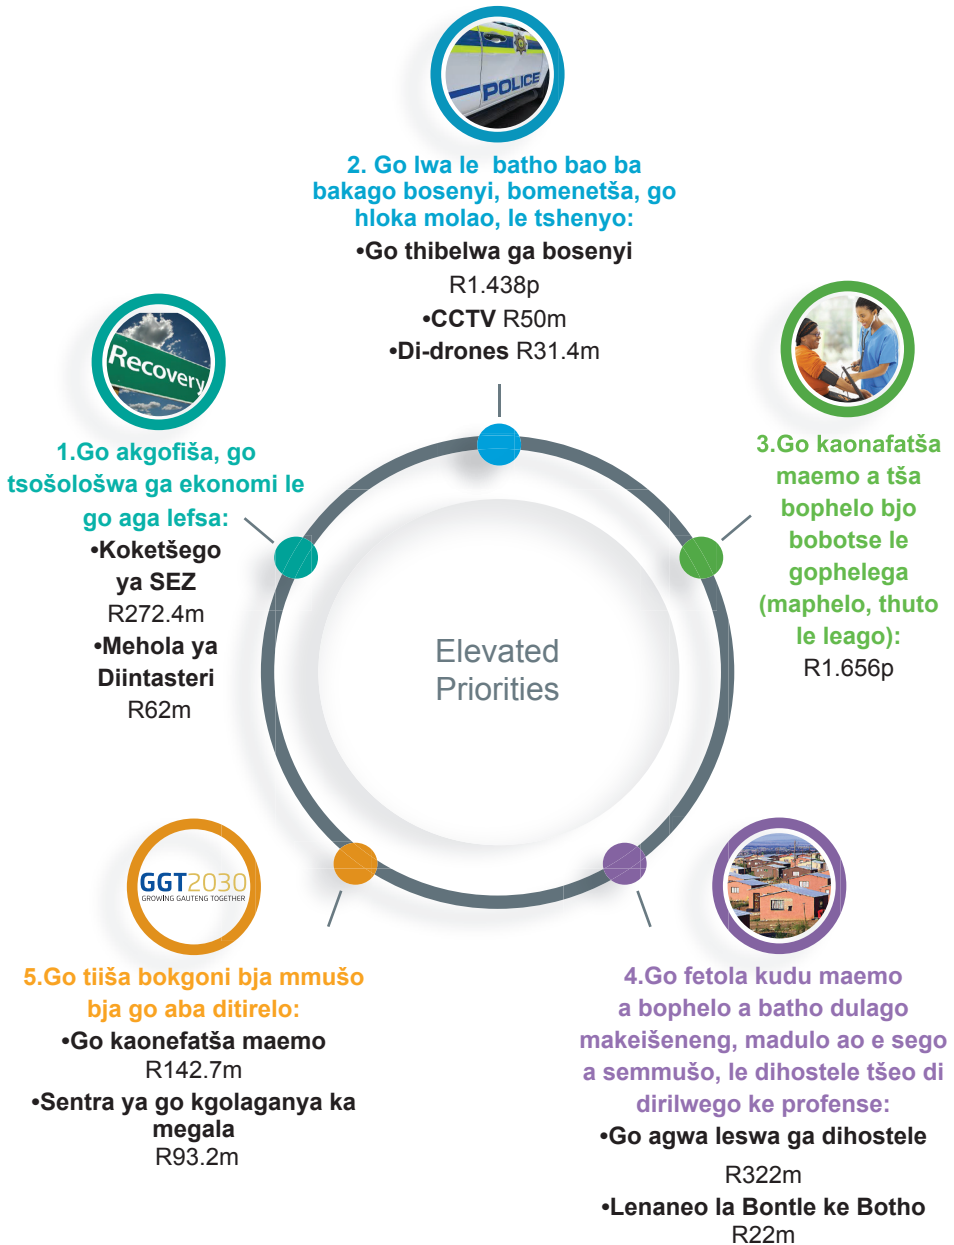 POLICE
2. Go lwa le batho bao ba
bakago bosenyi, bomenetša, go
hloka molao, le tshenyo:
•Go thibelwa ga bosenyi
R1.438p
•CCTV R50m
•Di-drones R31.4m
Recovery
1.Go akgofiša, go
tsošološwa ga ekonomi le
go aga lefsa:
•Koketšego
ya SEZ
R272.4m
•Mehola ya
Diintasteri
R62m
3.Go kaonafatša
maemo a tša
bophelo bjo
bobotse le
gophelega
(maphelo, thuto
le leago):
R1.656p
Elevated
Priorities
GGT2030
GROWING GAUTENG TOGETHER
5.Go tiiša bokgoni bja mmušo
bja go aba ditirelo:
•Go kaonefatša maemo
R142.7m
•Sentra ya go kgolaganya ka
megala
R93.2m
4.Go fetola kudu maemo
a bophelo a batho dulago
makeišeneng, madulo ao e sego
a semmušo, le dihostele tšeo di
dirilwego ke profense:
•Go agwa leswa ga dihostele
R322m
•Lenaneo la Bontle ke Botho
R22m